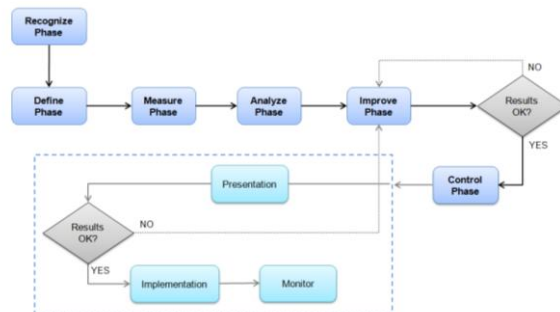 Recognize
Phase
Define
Phase
Measure
Phase
Analyze
Phase
Improve
Phase
NO
Results
OK?
YES
Control
Phase
Presentation
Results
OK?
NO
YES
Implementation
Monitor